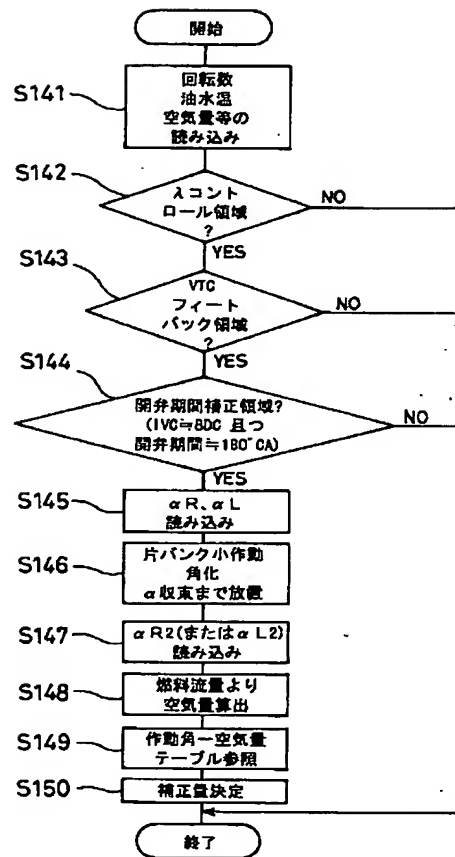 開始
S141
回転数
油水温
空気量等の
読み込み
S142
λコント
ロール領域
?
NO
YES
S143
VTC
フィート
バック領域
?
NO
YES
S144
開弁期間補正領域?
(IVC≒BDC 且つ
開弁期間≒180°CA)
NO
YES
S145
αR、αL
読み込み
S146
片バンク小作動
角化
α収束まで放置
S147
αR2(またはαL2)
読み込み
S148
燃料流量より
空気量算出
S149
作動角ー空気量
テーブル参照
S150
補正量決定
終了